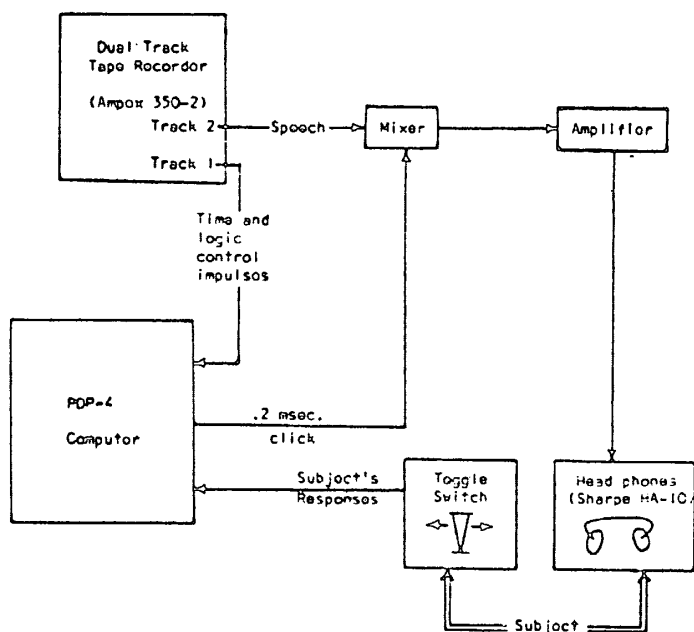 Dual Track
Tape Recorder
(Ampex 350-2)
Track 2
Speech
Mixer
Amplifier
Track 1
Time and
logic
control
impulses
PDP-4
Computer
.2 msec.
click
Subject's
Responses
Toggle
Switch
Head phones
(Sharpe HA-10/
Subject